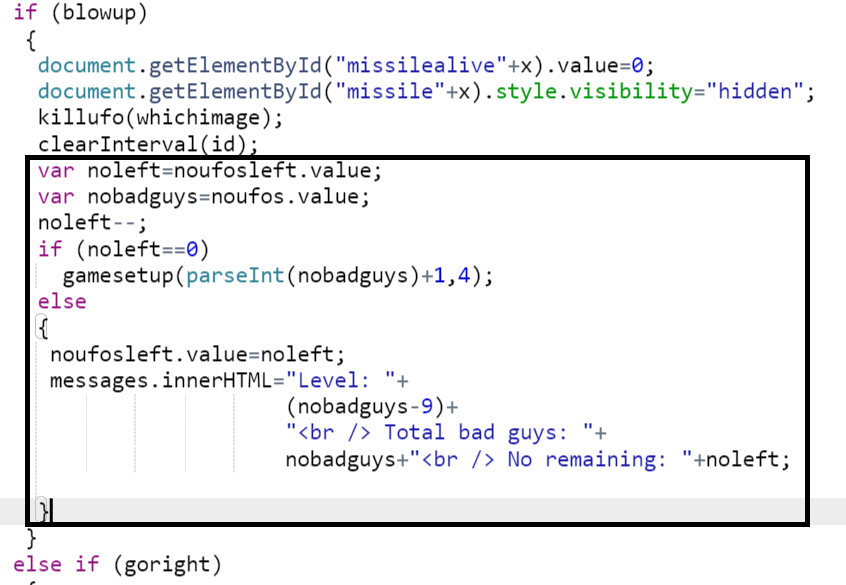 if (blowup)
{
document.getElementById("missilealive"+x).value=0;
document.getElementById("missile"+x).style.visibility="hidden";
killufo(whichimage);
clearInterval(id);
var noleft=noufosleft.value;
var nobadguys=noufos.value;
noleft--;
if (noleft==0)
gamesetup(parseInt(nobadguys)+1,4);
else
{
noufosleft.value=noleft;
messages.innerHTML="Level: "+
(nobadguys-9)+
"<br /> Total bad guys: "+
nobadguys+"<br /> No remaining: "+noleft;
}
}
else if (goright)